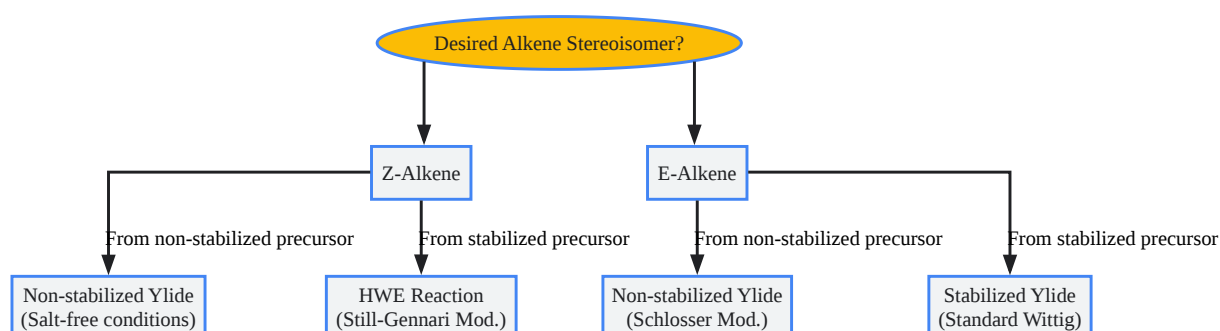 Desired Alkene Stereoisomer?
Z-Alkene
E-Alkene
From non-stabilized precursor
From stabilized precursor
From non-stabilized precursor
From stabilized precursor
Non-stabilized Ylide
(Salt-free conditions)
HWE Reaction
(Still-Gennari Mod.)
Non-stabilized Ylide
(Schlosser Mod.)
Stabilized Ylide
(Standard Wittig)